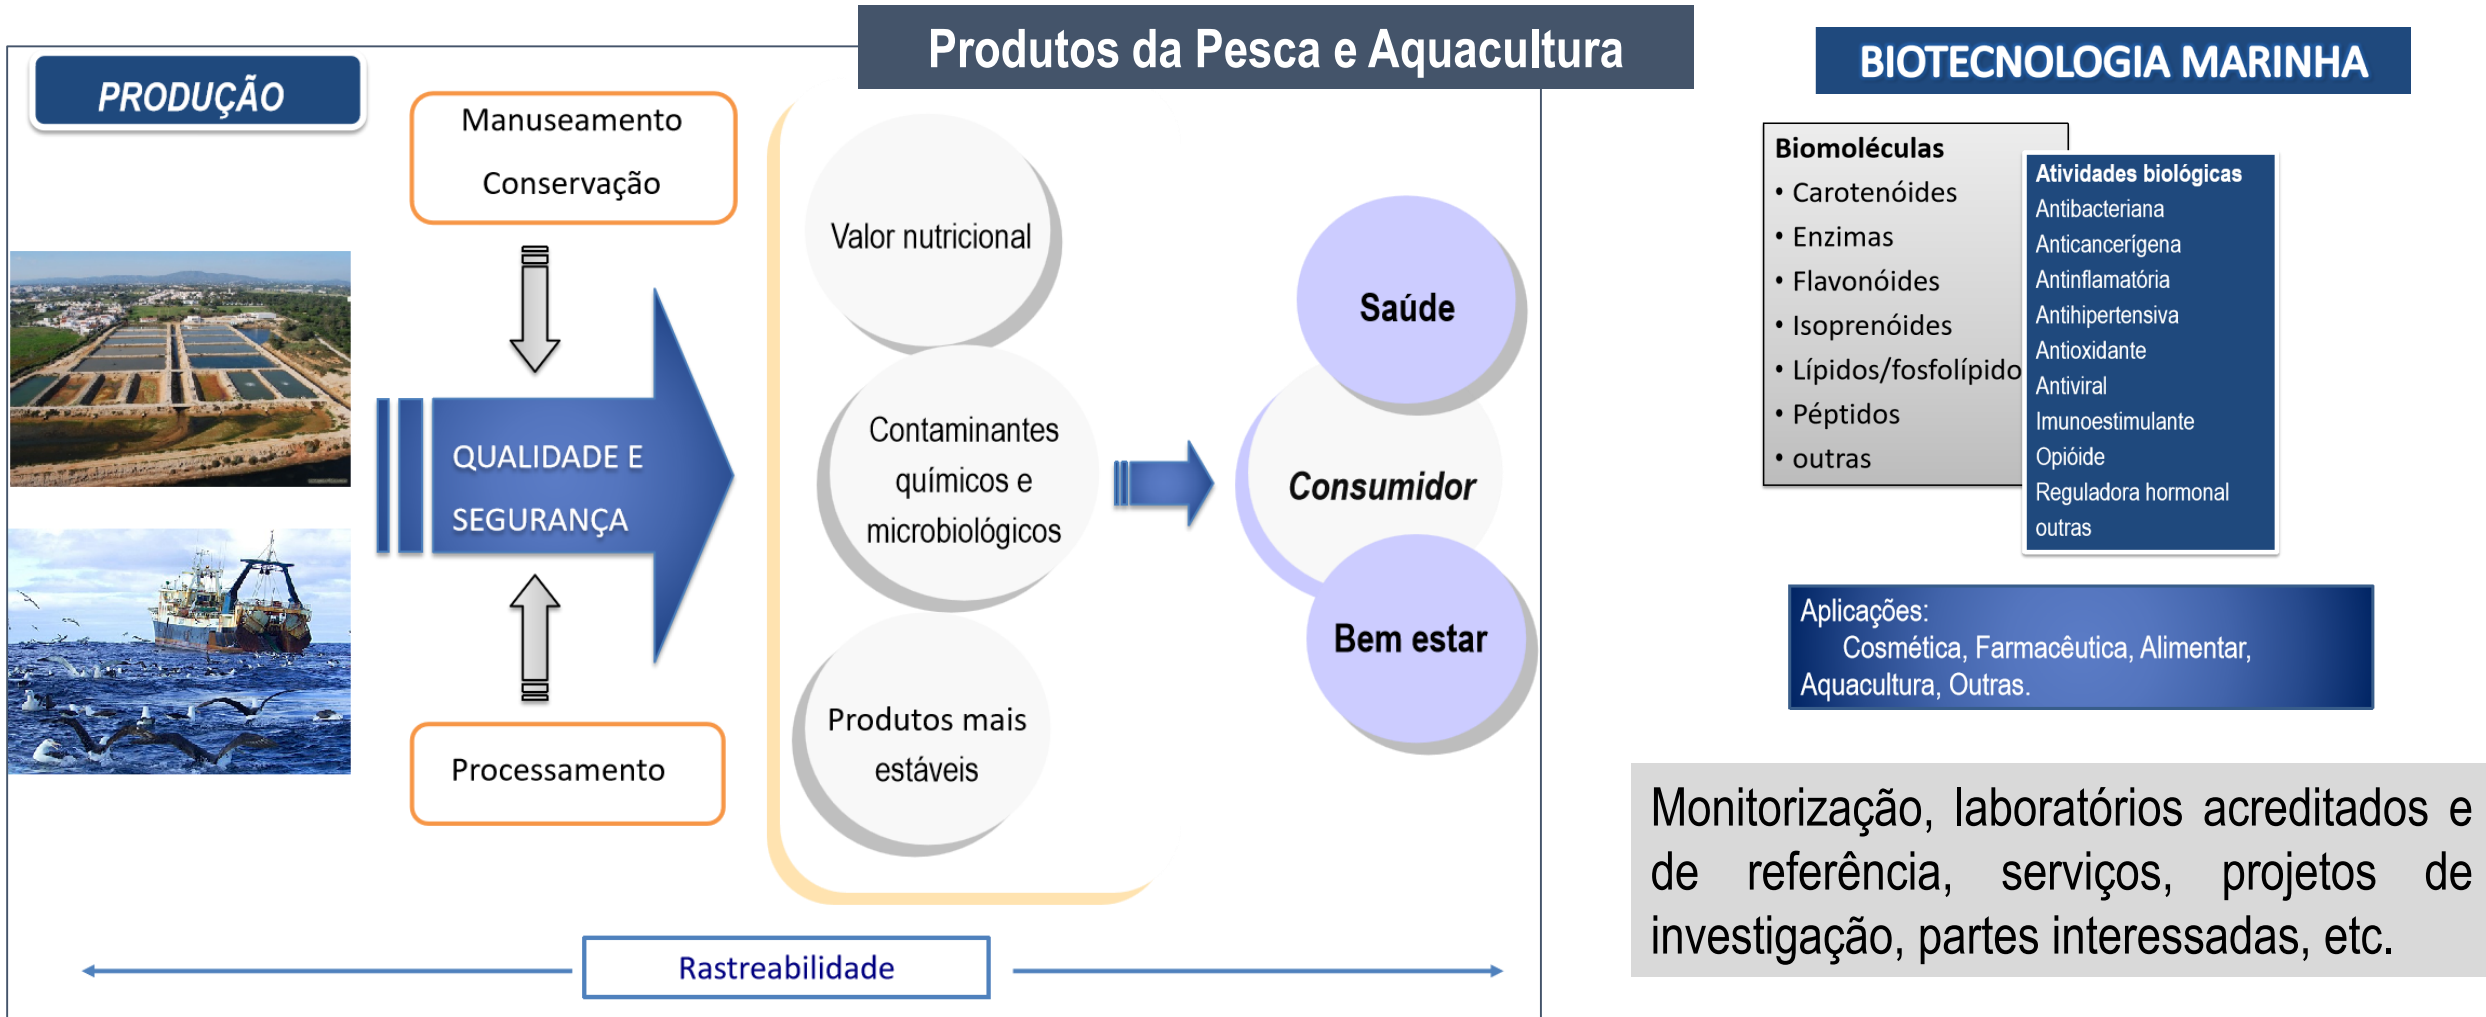 Produtos da Pesca e Aquacultura
PRODUÇÃO
Manuseamento
Conservação
QUALIDADE E
SEGURANÇA
Processamento
Valor nutricional
Contaminantes
químicos e
microbiológicos
Produtos mais
estáveis
Saúde
Consumidor
Bem estar
Rastreabilidade
BIOTECNOLOGIA MARINHA
Biomoléculas
• Carotenóides
• Enzimas
• Flavonóides
• Isoprenóides
• Lípidos/fosfolípido
• Péptidos
• outras
Atividades biológicas
Antibacteriana
Anticancerígena
Antinflamatória
Antihipertensiva
Antioxidante
Antiviral
Imunoestimulante
Opióide
Reguladora hormonal
outras
Aplicações:
Cosmética, Farmacêutica, Alimentar,
Aquacultura, Outras.
Monitorização, laboratórios acreditados e
de referência, serviços, projetos de
investigação, partes interessadas, etc.